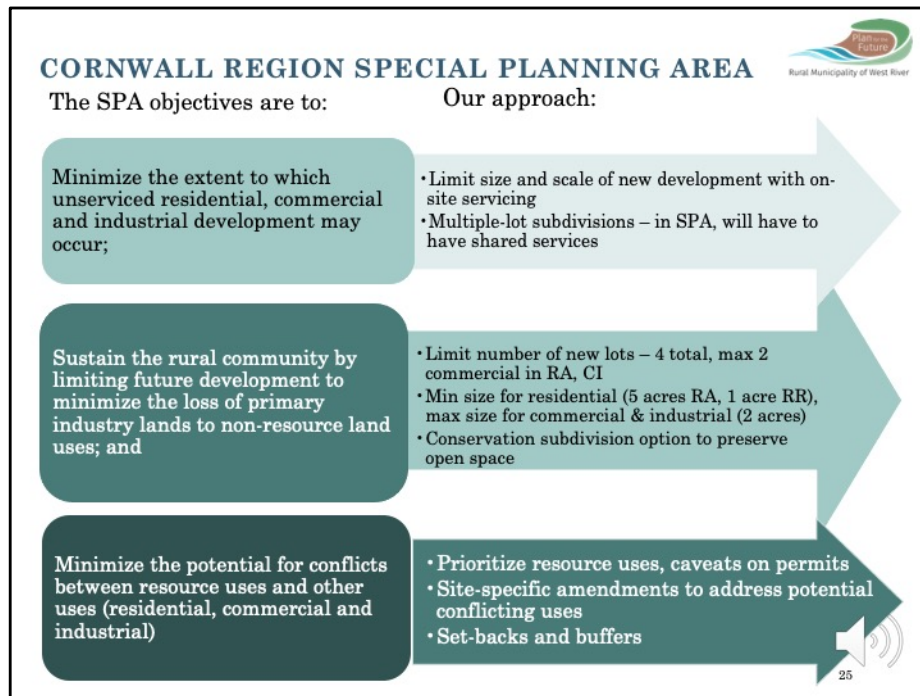 Plan for the
Future
Rural Municipality of West River
CORNWALL REGION SPECIAL PLANNING AREA
The SPA objectives are to:
Our approach:
Minimize the extent to which
unserviced residential, commercial
and industrial development may
occur;
•Limit size and scale of new development with on-
site servicing
•Multiple-lot subdivisions – in SPA, will have to
have shared services
Sustain the rural community by
limiting future development to
minimize the loss of primary
industry lands to non-resource land
uses; and
•Limit number of new lots – 4 total, max 2
commercial in RA, CI
•Min size for residential (5 acres RA, 1 acre RR),
max size for commercial & industrial (2 acres)
•Conservation subdivision option to preserve
open space
Minimize the potential for conflicts
between resource uses and other
uses (residential, commercial and
industrial)
•Prioritize resource uses, caveats on permits
•Site-specific amendments to address potential
conflicting uses
•Set-backs and buffers
25